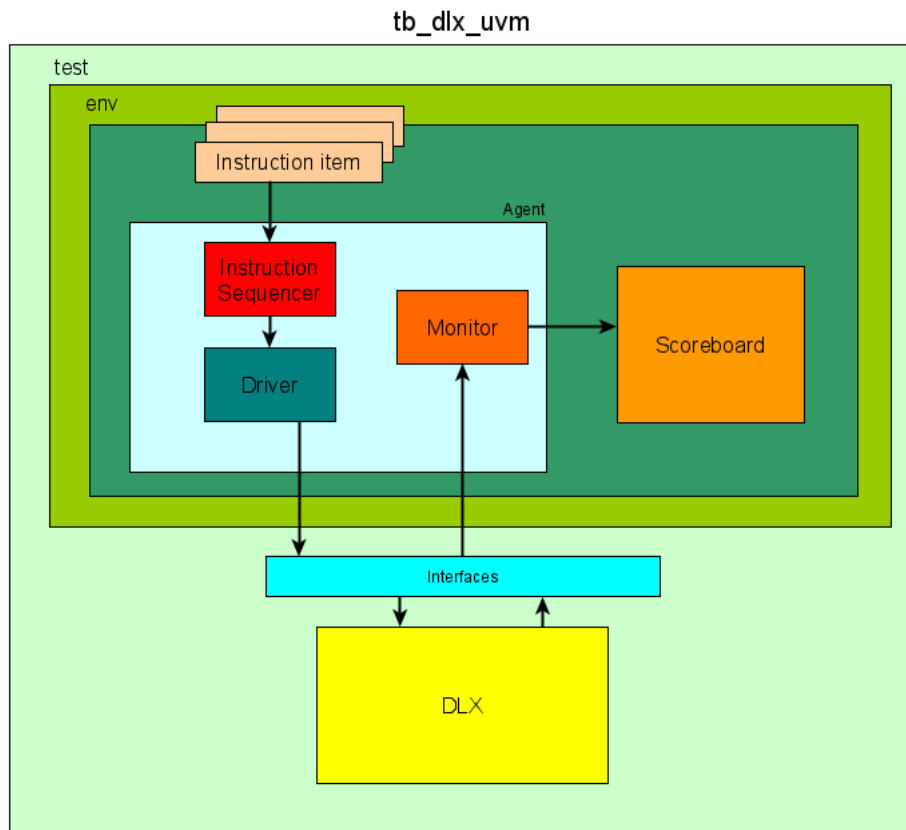 tb_dlx_uvm
test
env
Instruction item
Agent
Instruction
Sequencer
Monitor
Scoreboard
Driver
Interfaces
DLX